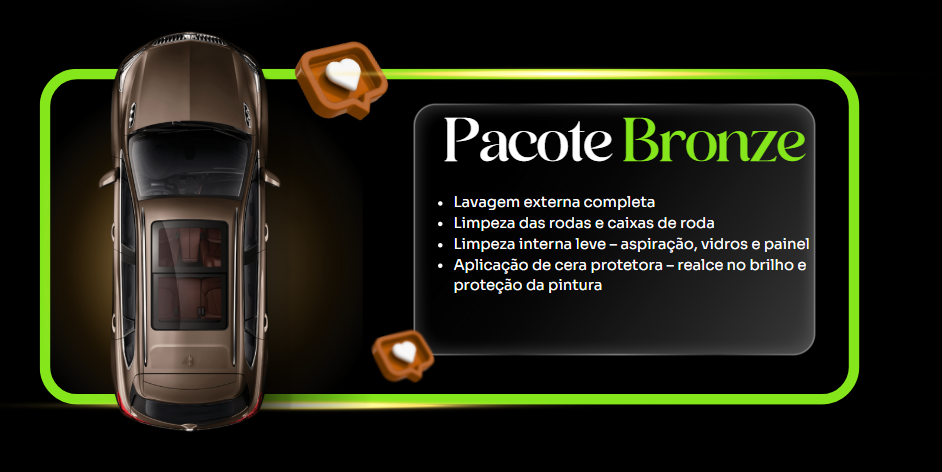 Pacote Bronze
• Lavagem externa completa
• Limpeza das rodas e caixas de roda
• Limpeza interna leve – aspiração, vidros e painel
• Aplicação de cera protetora – realce no brilho e
proteção da pintura